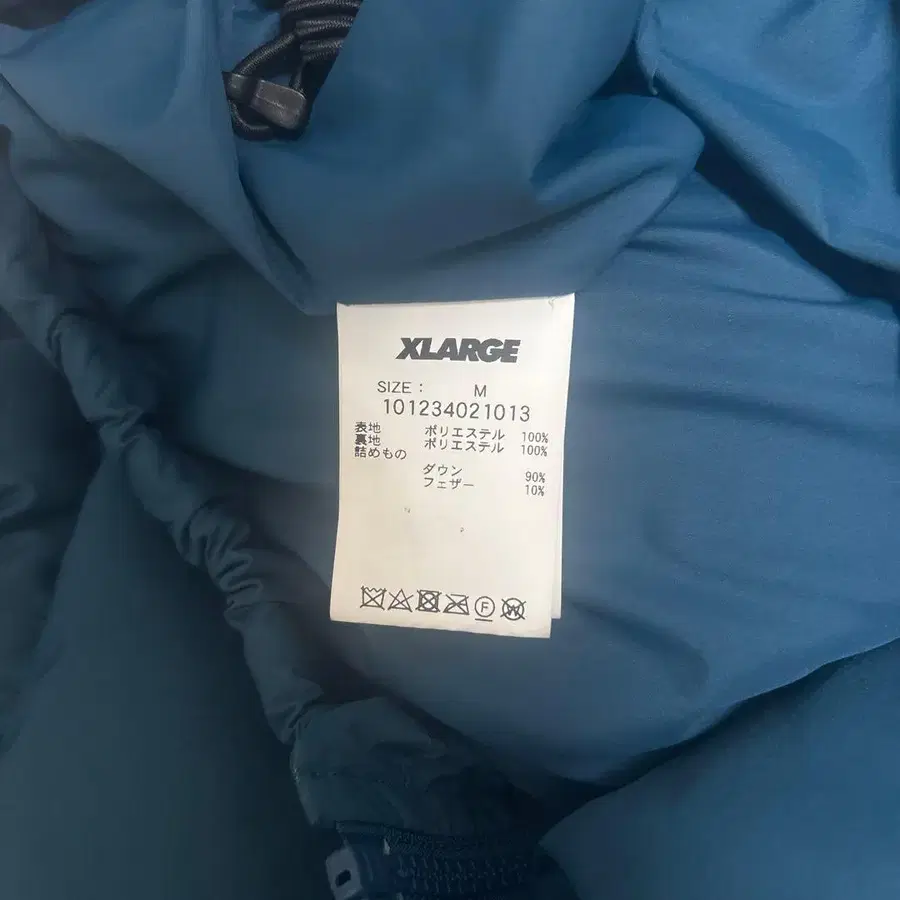 XLARGE
SIZE : M
101234021013
表地 ポリエステル 100%
裏地 ポリエステル 100%
詰めもの
ダウン 90%
フェザー 10%
F W